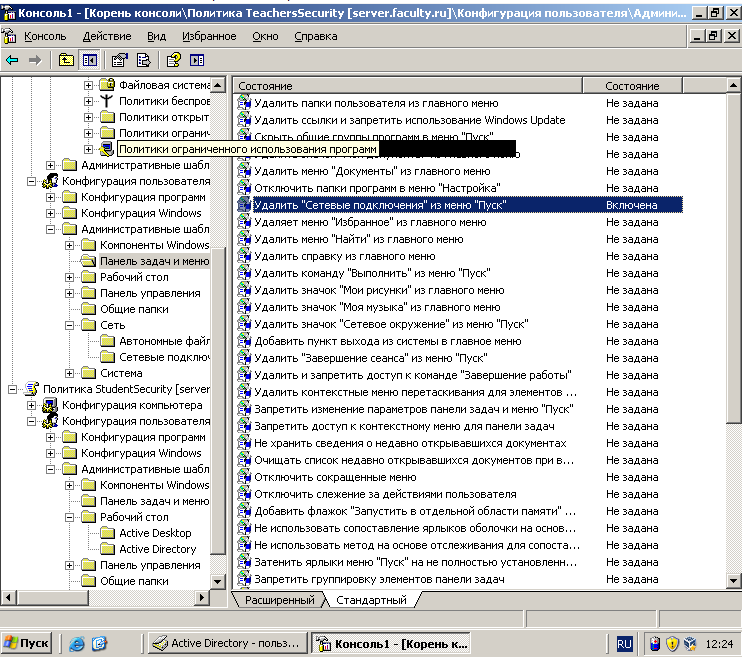 Консоль1 - [Корень консоли\Политика TeachersSecurity [server.faculty.ru]\Конфигурация пользователя\Админи...
Консоль Действие Вид Избранное Окно Справка
Файловая система
Политики беспров
Политики открыт
Политики огранич
Политики ограниченного использования программ
Административные шабл
Конфигурация пользователя
Конфигурация программ
Конфигурация Windows
Административные шабл
Компоненты Windows
Панель задач и меню
Рабочий стол
Панель управления
Общие папки
Сеть
Автономные файл
Сетевые подключ
Система
Политика StudentSecurity [server
Конфигурация компьютера
Конфигурация пользователя
Конфигурация программ
Конфигурация Windows
Административные шабл
Компоненты Windows
Панель задач и меню
Рабочий стол
Active Desktop
Active Directory
Панель управления
Общие папки
Состояние Состояние
Удалить папки пользователя из главного меню Не задана
Удалить ссылки и запретить использование Windows Update Не задана
Скрыть общие группы программ в меню "Пуск" Не задана
Не задана
Удалить меню "Документы" из главного меню Не задана
Отключить папки программ в меню "Настройка" Не задана
Удалить "Сетевые подключения" из меню "Пуск" Включена
Удаляет меню "Избранное" из главного меню Не задана
Удалить меню "Найти" из главного меню Не задана
Удалить справку из главного меню Не задана
Удалить команду "Выполнить" из меню "Пуск" Не задана
Удалить значок "Мои рисунки" из главного меню Не задана
Удалить значок "Моя музыка" из главного меню Не задана
Удалить значок "Сетевое окружение" из меню "Пуск" Не задана
Добавить пункт выхода из системы в главное меню Не задана
Удалить "Завершение сеанса" из меню "Пуск" Не задана
Удалить и запретить доступ к команде "Завершение работы" Не задана
Удалить контекстные меню перетаскивания для элементов ... Не задана
Запретить изменение параметров панели задач и меню "Пуск" Не задана
Запретить доступ к контекстному меню для панели задач Не задана
Не хранить сведения о недавно открывавшихся документах Не задана
Очищать список недавно открывавшихся документов при в... Не задана
Отключить сокращенные меню Не задана
Отключить слежение за действиями пользователя Не задана
Добавить флажок "Запустить в отдельной области памяти" ... Не задана
Не использовать сопоставление ярлыков оболочки на основ... Не задана
Не использовать метод на основе отслеживания для сопоста... Не задана
Затенить ярлыки меню "Пуск" на не полностью установленн... Не задана
Запретить группировку элементов панели задач Не задана
Расширенный Стандартный
Пуск Active Directory - польз... Консоль1 - [Корень к... RU 12:24